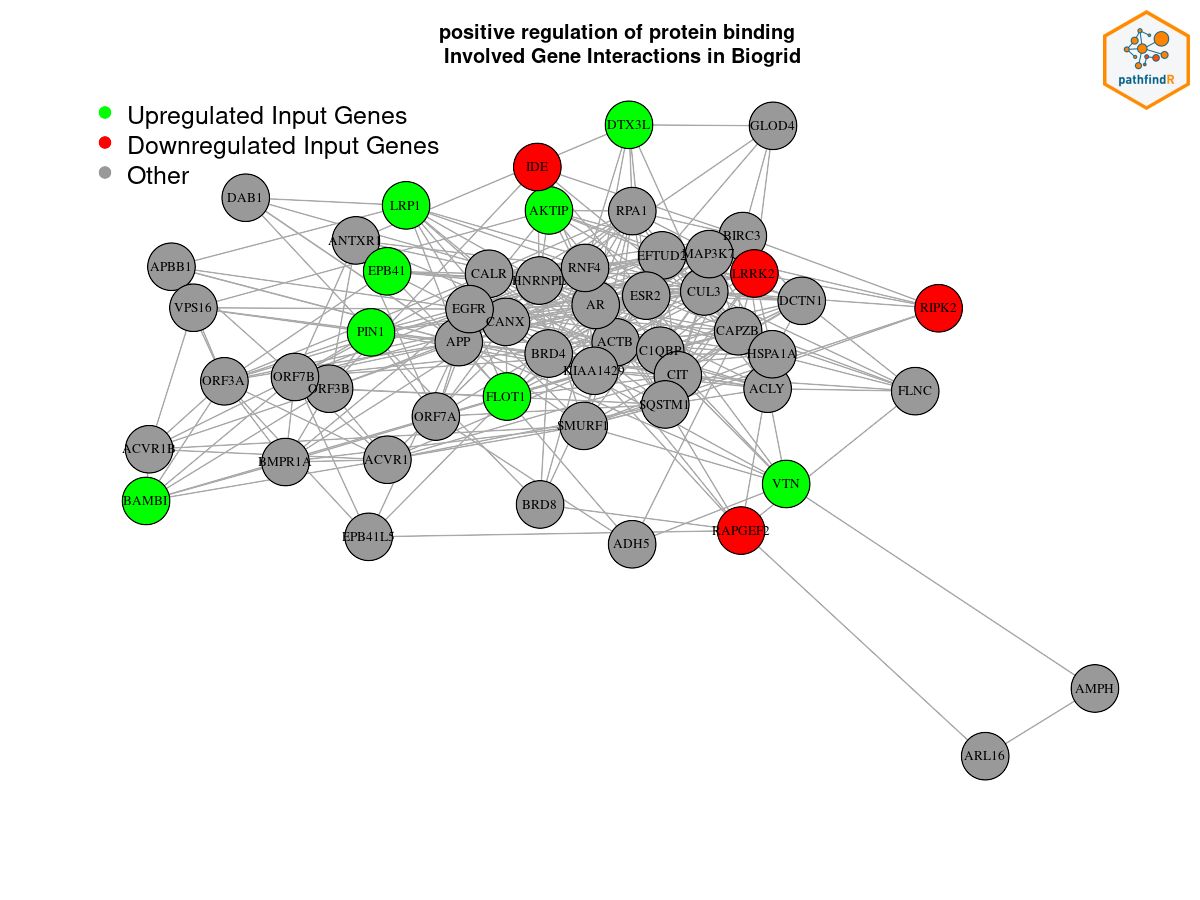 positive regulation of protein binding
Involved Gene Interactions in Biogrid
pathfindR
Upregulated Input Genes
Downregulated Input Genes
Other
DTX3L
GLOD4
IDE
DAB1
LRP1
AKTIP
RPA1
ANTXR1
BIRC3
EFTUD2
MAP3K7
APBB1
EPB41
CALR
HNRNPL
RNF4
LRRK2
VPS16
EGFR
CANX
AR
ESR2
CUL3
DCTN1
RIPK2
PIN1
APP
BRD4
ACTB
C1QBP
CAPZB
HSPA1A
ORF3A
ORF7B
ORF3B
KIAA1429
CIT
ACLY
FLNC
FLOT1
SQSTM1
ORF7A
SMURF1
ACVR1B
BMPR1A
ACVR1
VTN
BAMBI
BRD8
EPB41L5
ADH5
RAPGEF2
AMPH
ARL16